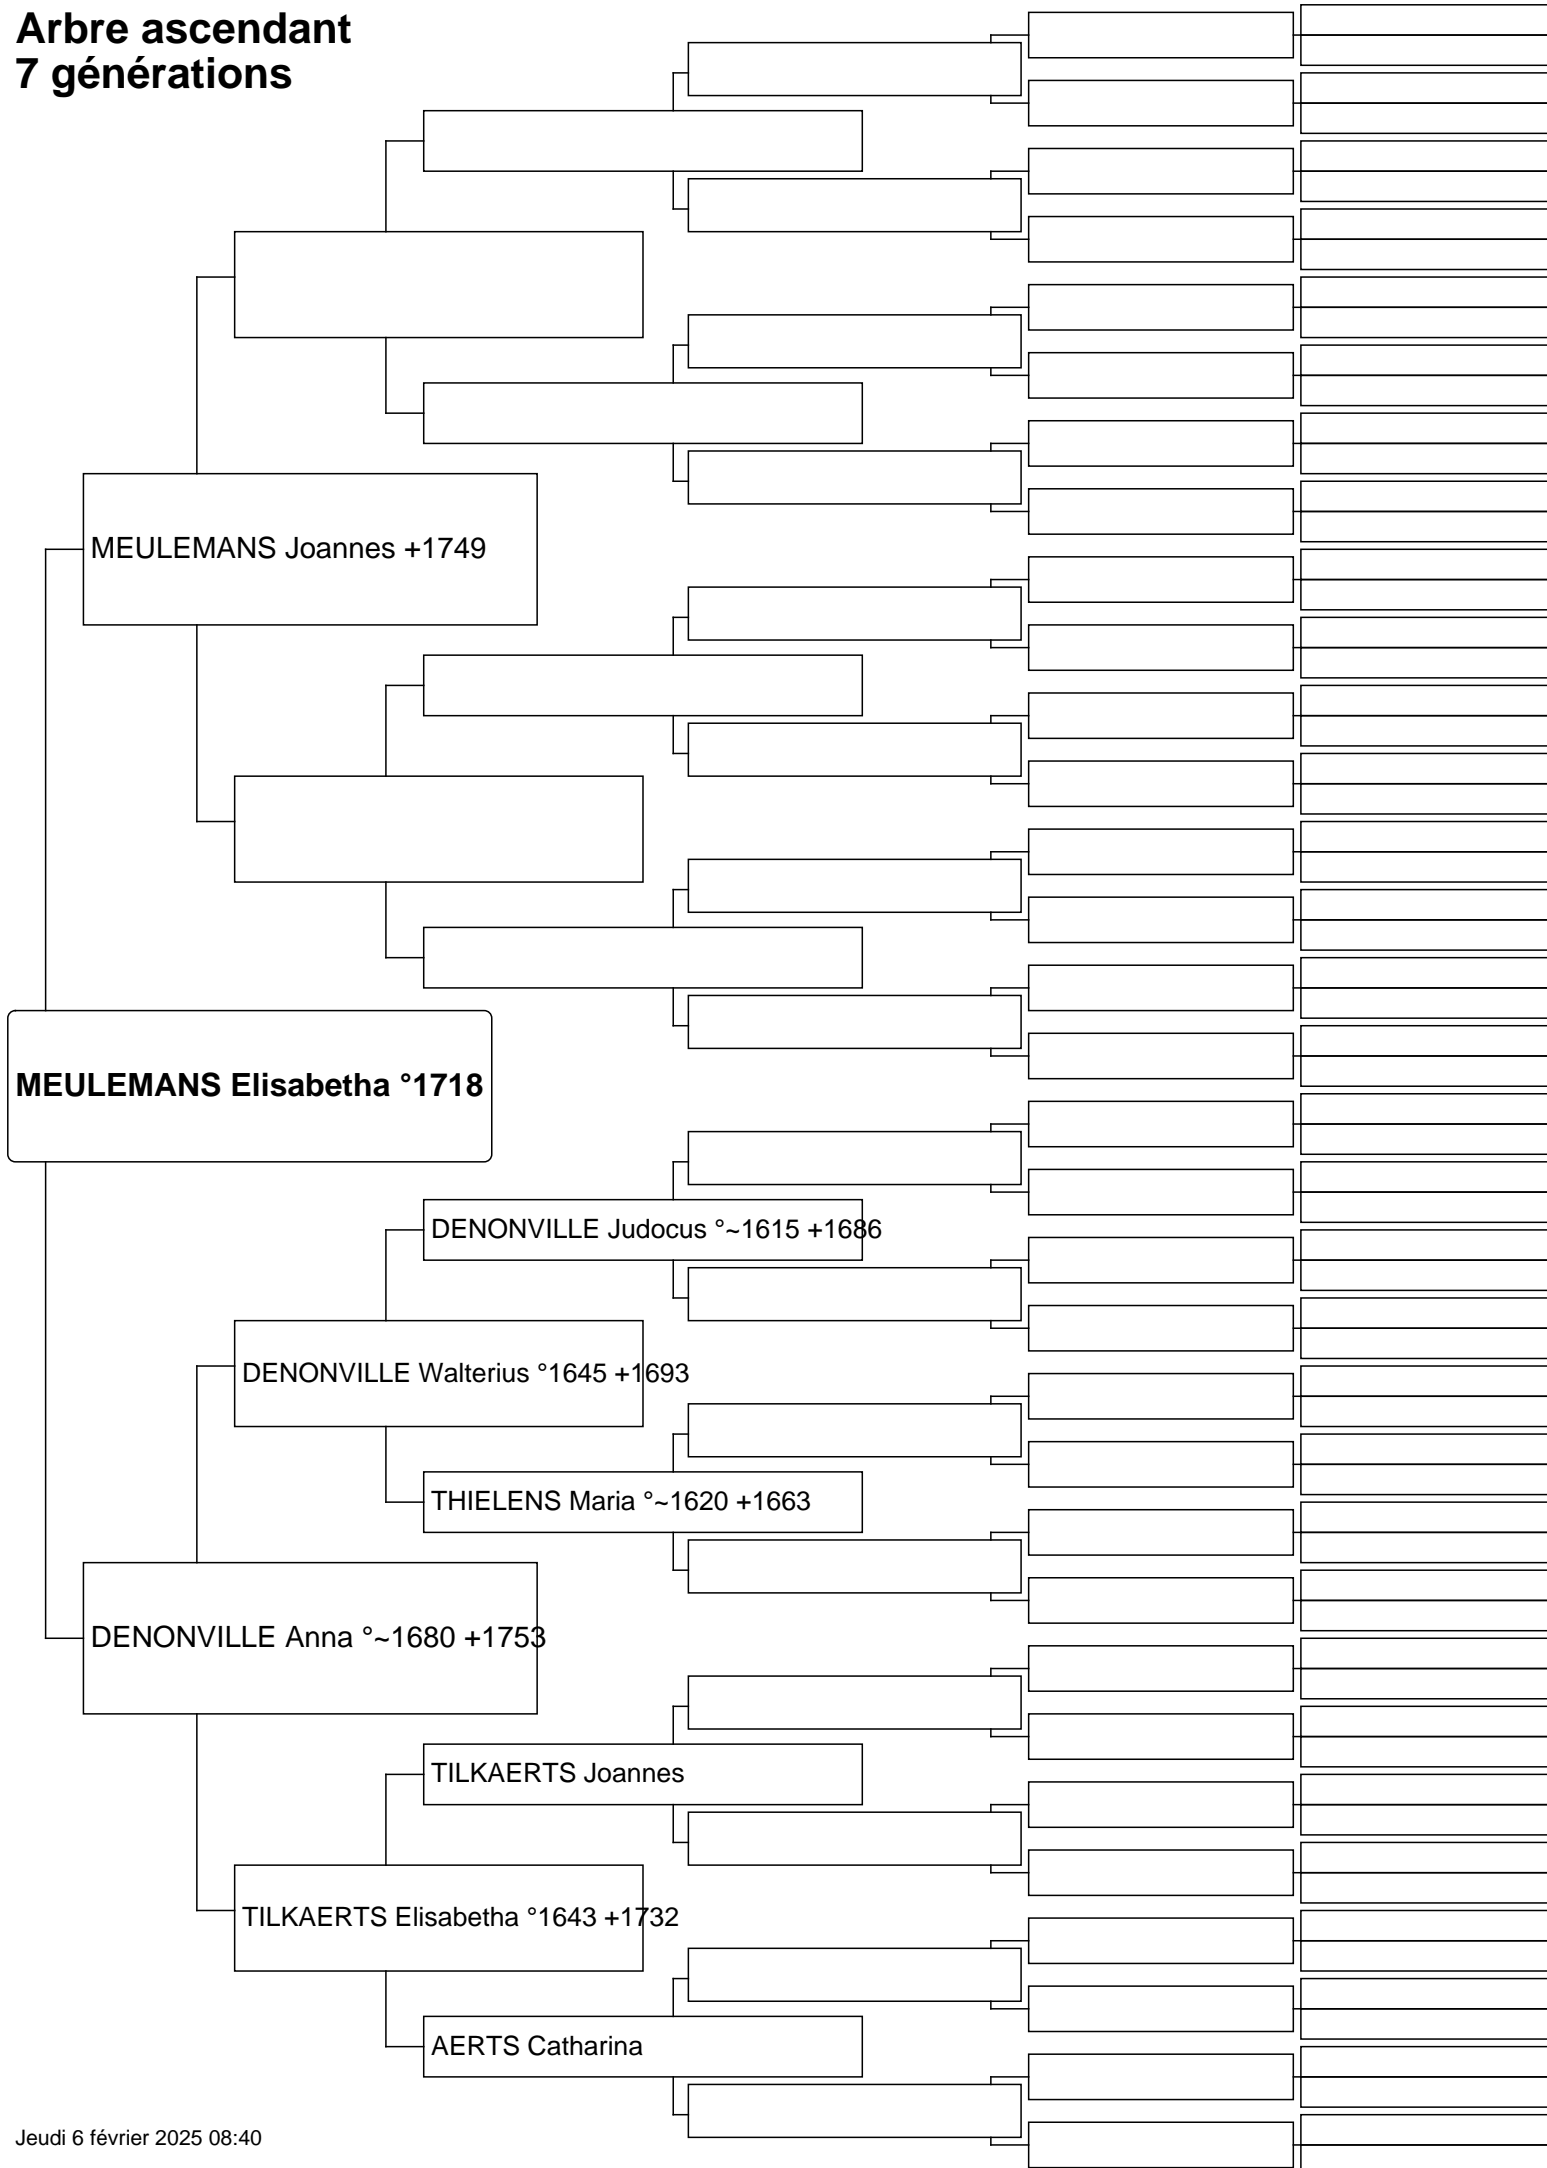 Arbre ascendant
7 générations
MEULEMANS Joannes +1749
MEULEMANS Elisabetha °1718
DENONVILLE Judocus °~1615 +1686
DENONVILLE Walterius °1645 +1693
THIELENS Maria °~1620 +1663
DENONVILLE Anna °~1680 +1753
TILKAERTS Joannes
TILKAERTS Elisabetha °1643 +1732
AERTS Catharina
Jeudi 6 février 2025 08:40